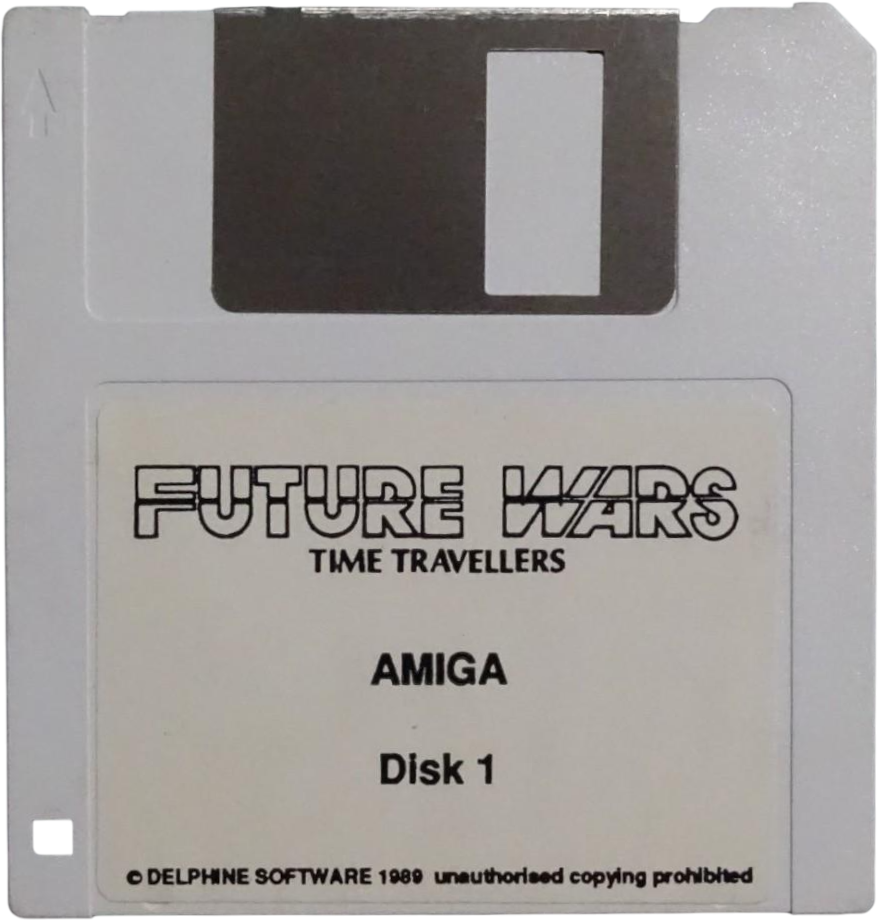 FUTURE WARS
TIME TRAVELLERS
AMIGA
Disk 1
© DELPHINE SOFTWARE 1989 unauthorised copying prohibited